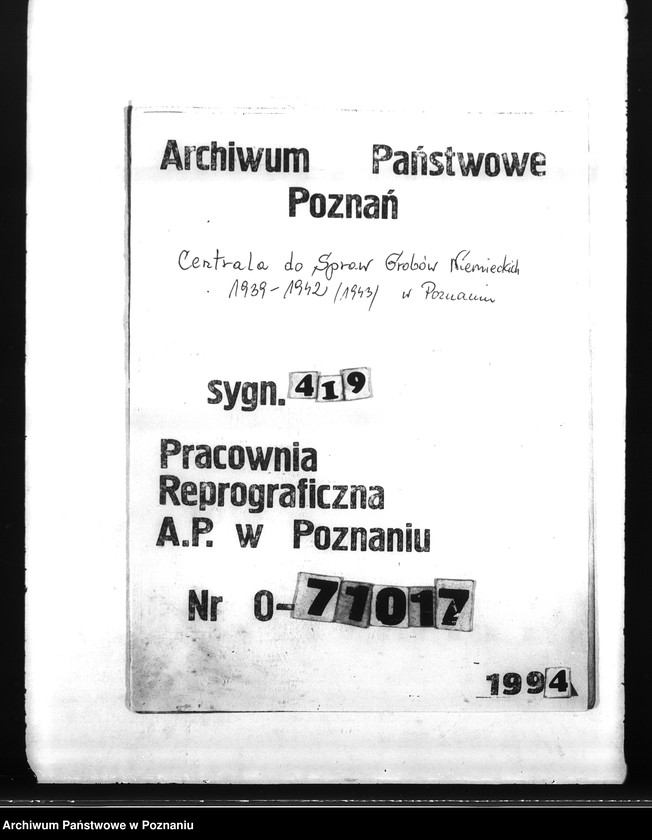 Archiwum Państwowe
Poznań
Centrala do Spraw Grobów Niemieckich
1939-1942 /1943/ w Poznaniu
sygn. 419
Pracownia
Reprograficzna
A.P. w Poznaniu
Nr 0-71017
1994
Archiwum Państwowe w Poznaniu